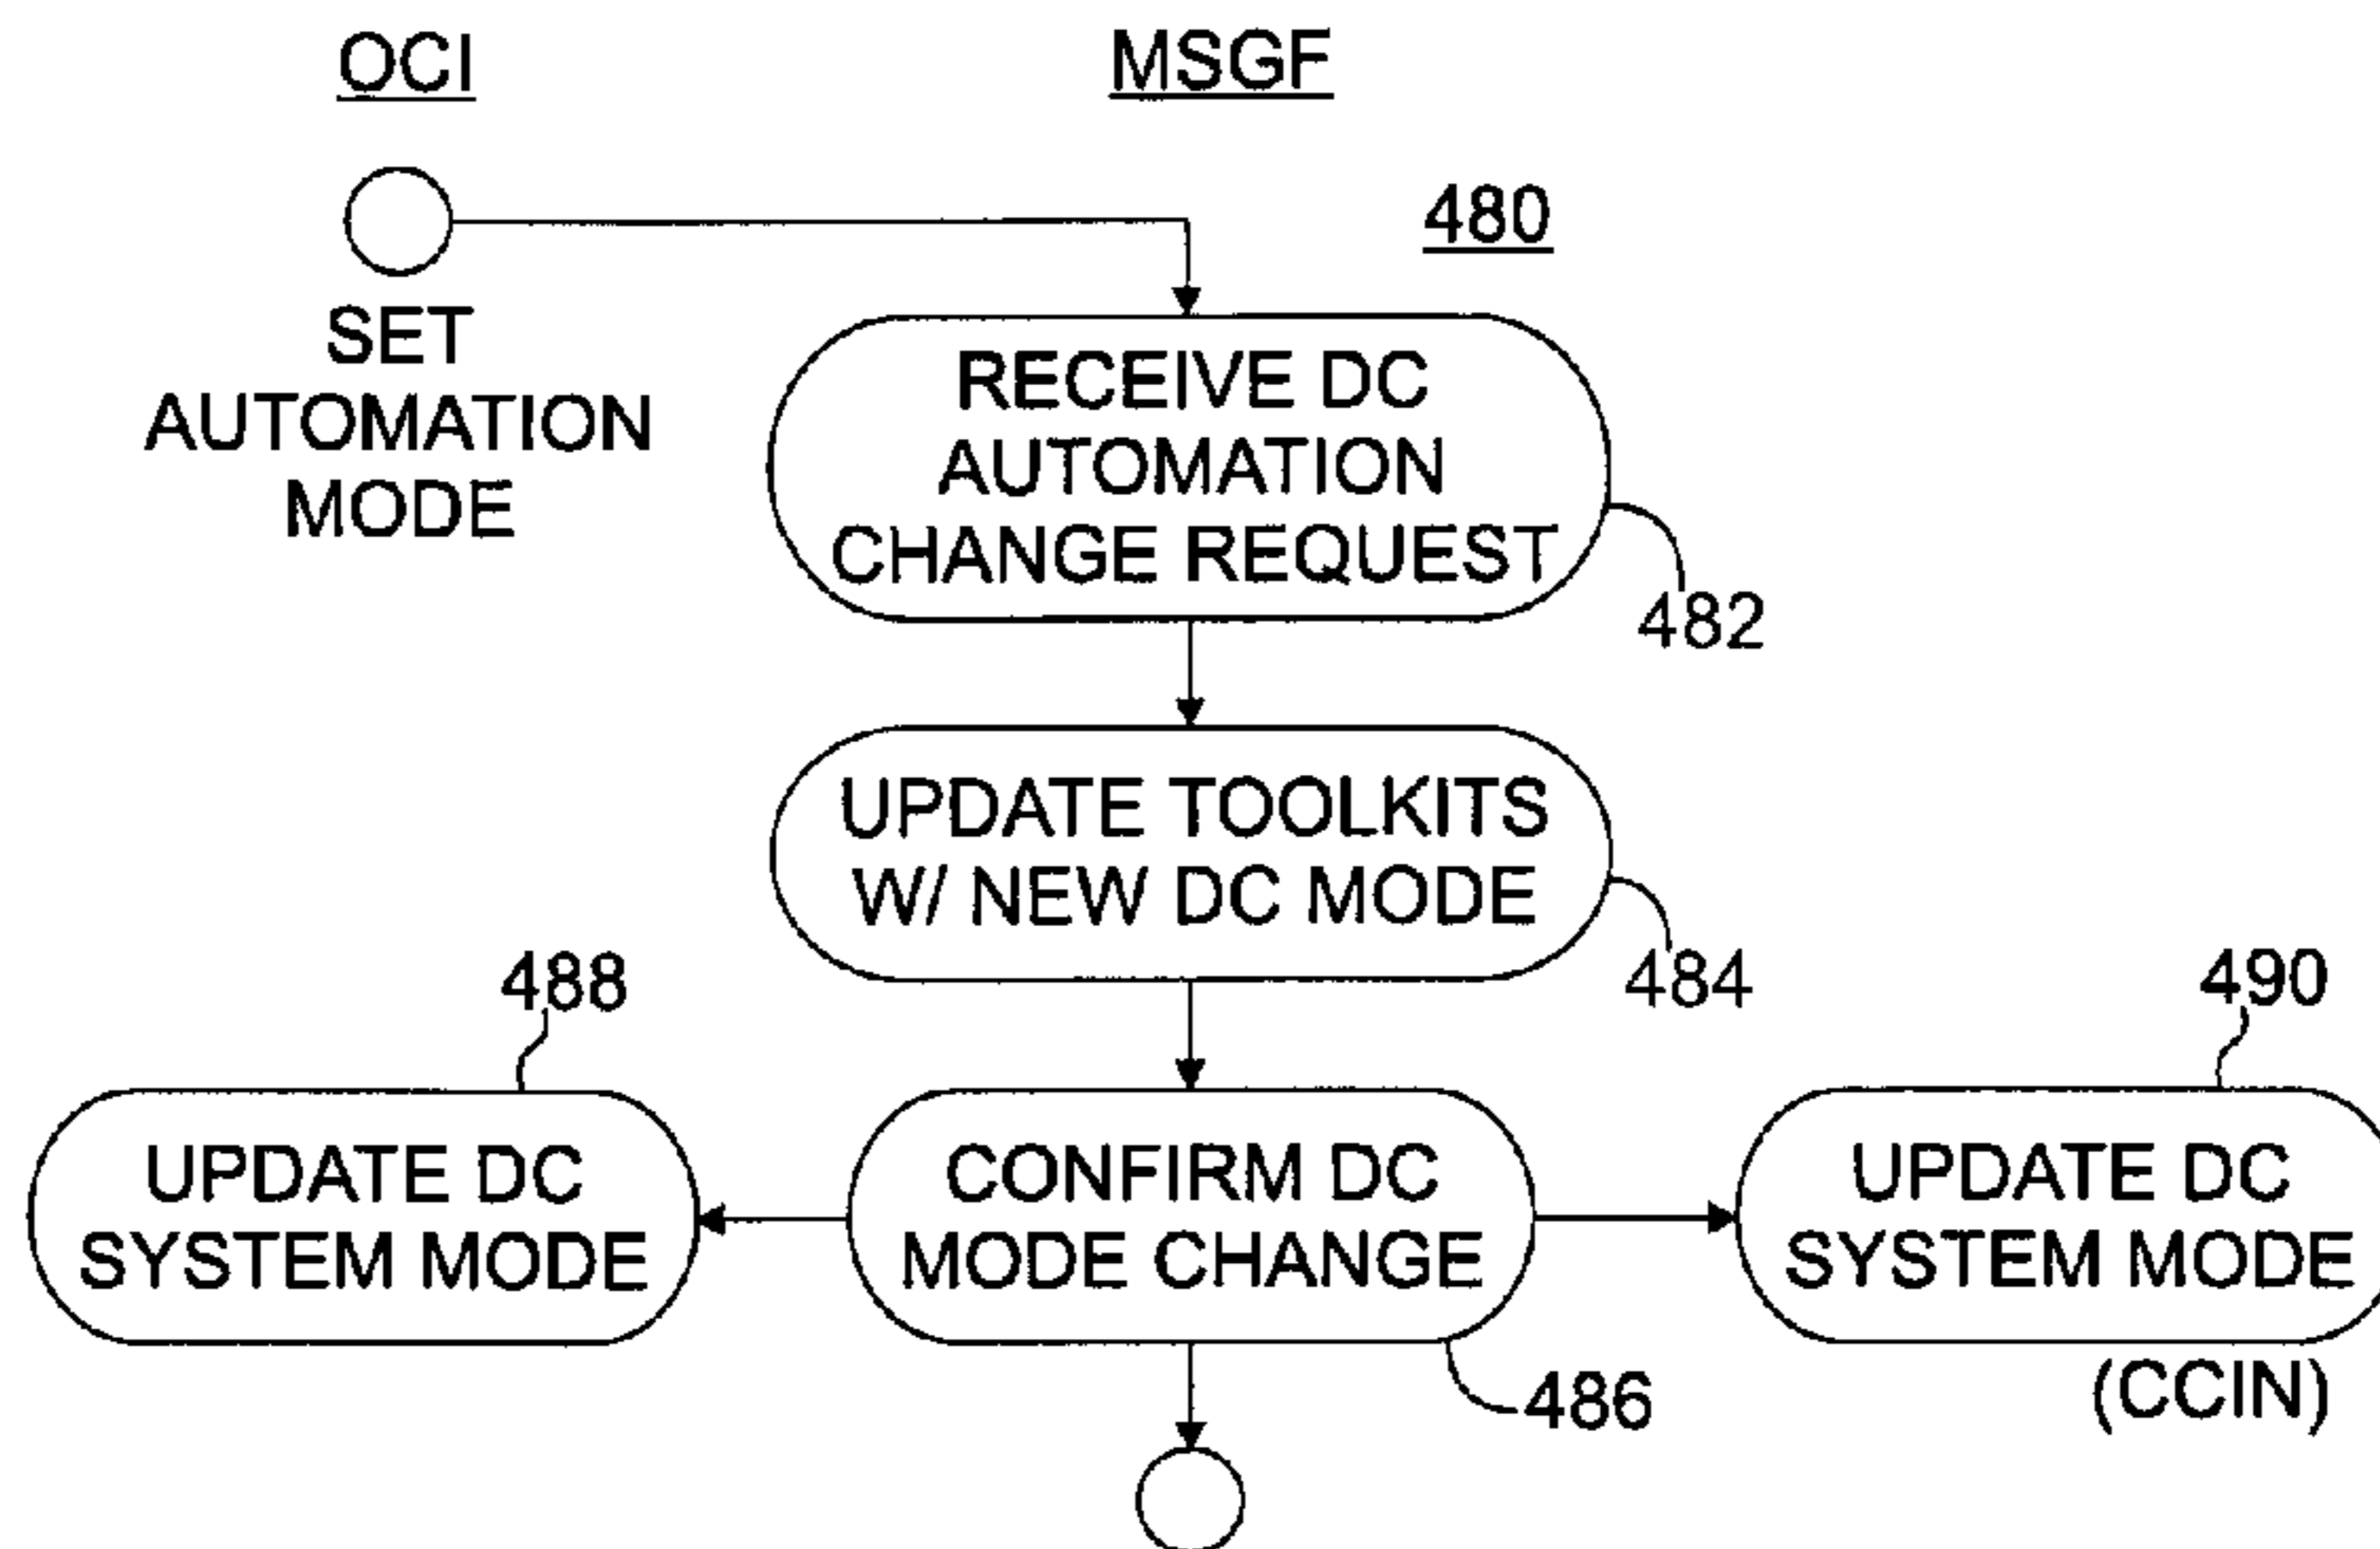 OCI
MSGF
480
SET
AUTOMATION
MODE
RECEIVE DC
AUTOMATION
CHANGE REQUEST
482
UPDATE TOOLKITS
W/ NEW DC MODE
484
488
490
UPDATE DC
SYSTEM MODE
CONFIRM DC
MODE CHANGE
486
UPDATE DC
SYSTEM MODE
(CCIN)